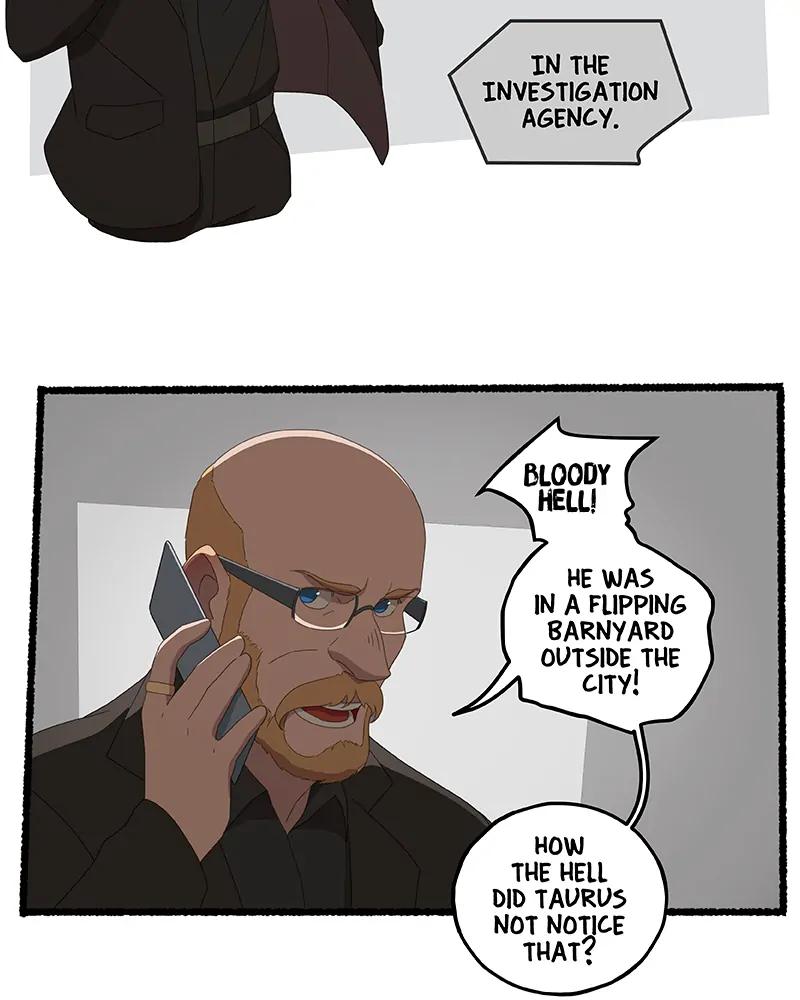 IN THE
INVESTIGATION
AGENCY.
BLOODY
HELL!
HE WAS
IN A FLIPPING
BARNYARD
OUTSIDE THE
CITY!
HOW
THE HELL
DID TAURUS
NOT NOTICE
THAT?